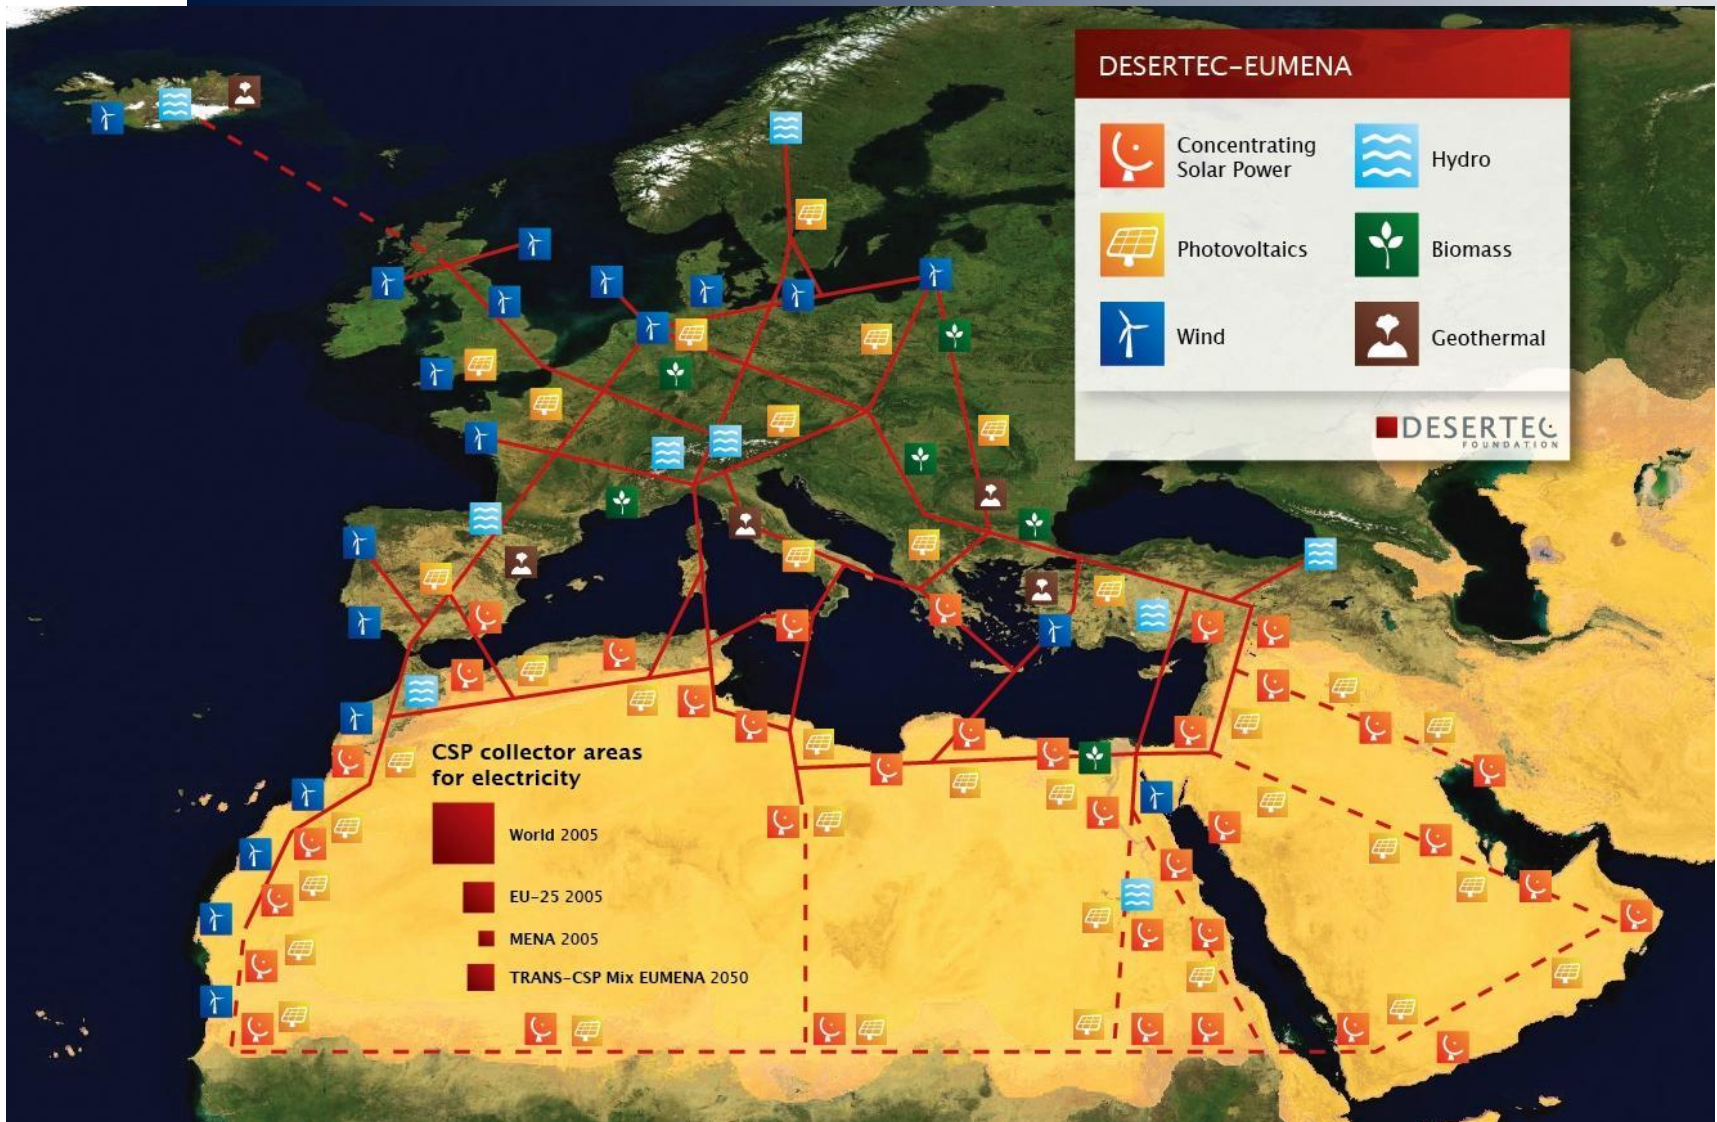 DESERTEC–EUMENA
Concentrating
Solar Power
Hydro
Photovoltaics
Biomass
Wind
Geothermal
DESERTEC
FOUNDATION
CSP collector areas
for electricity
World 2005
EU–25 2005
MENA 2005
TRANS–CSP Mix EUMENA 2050